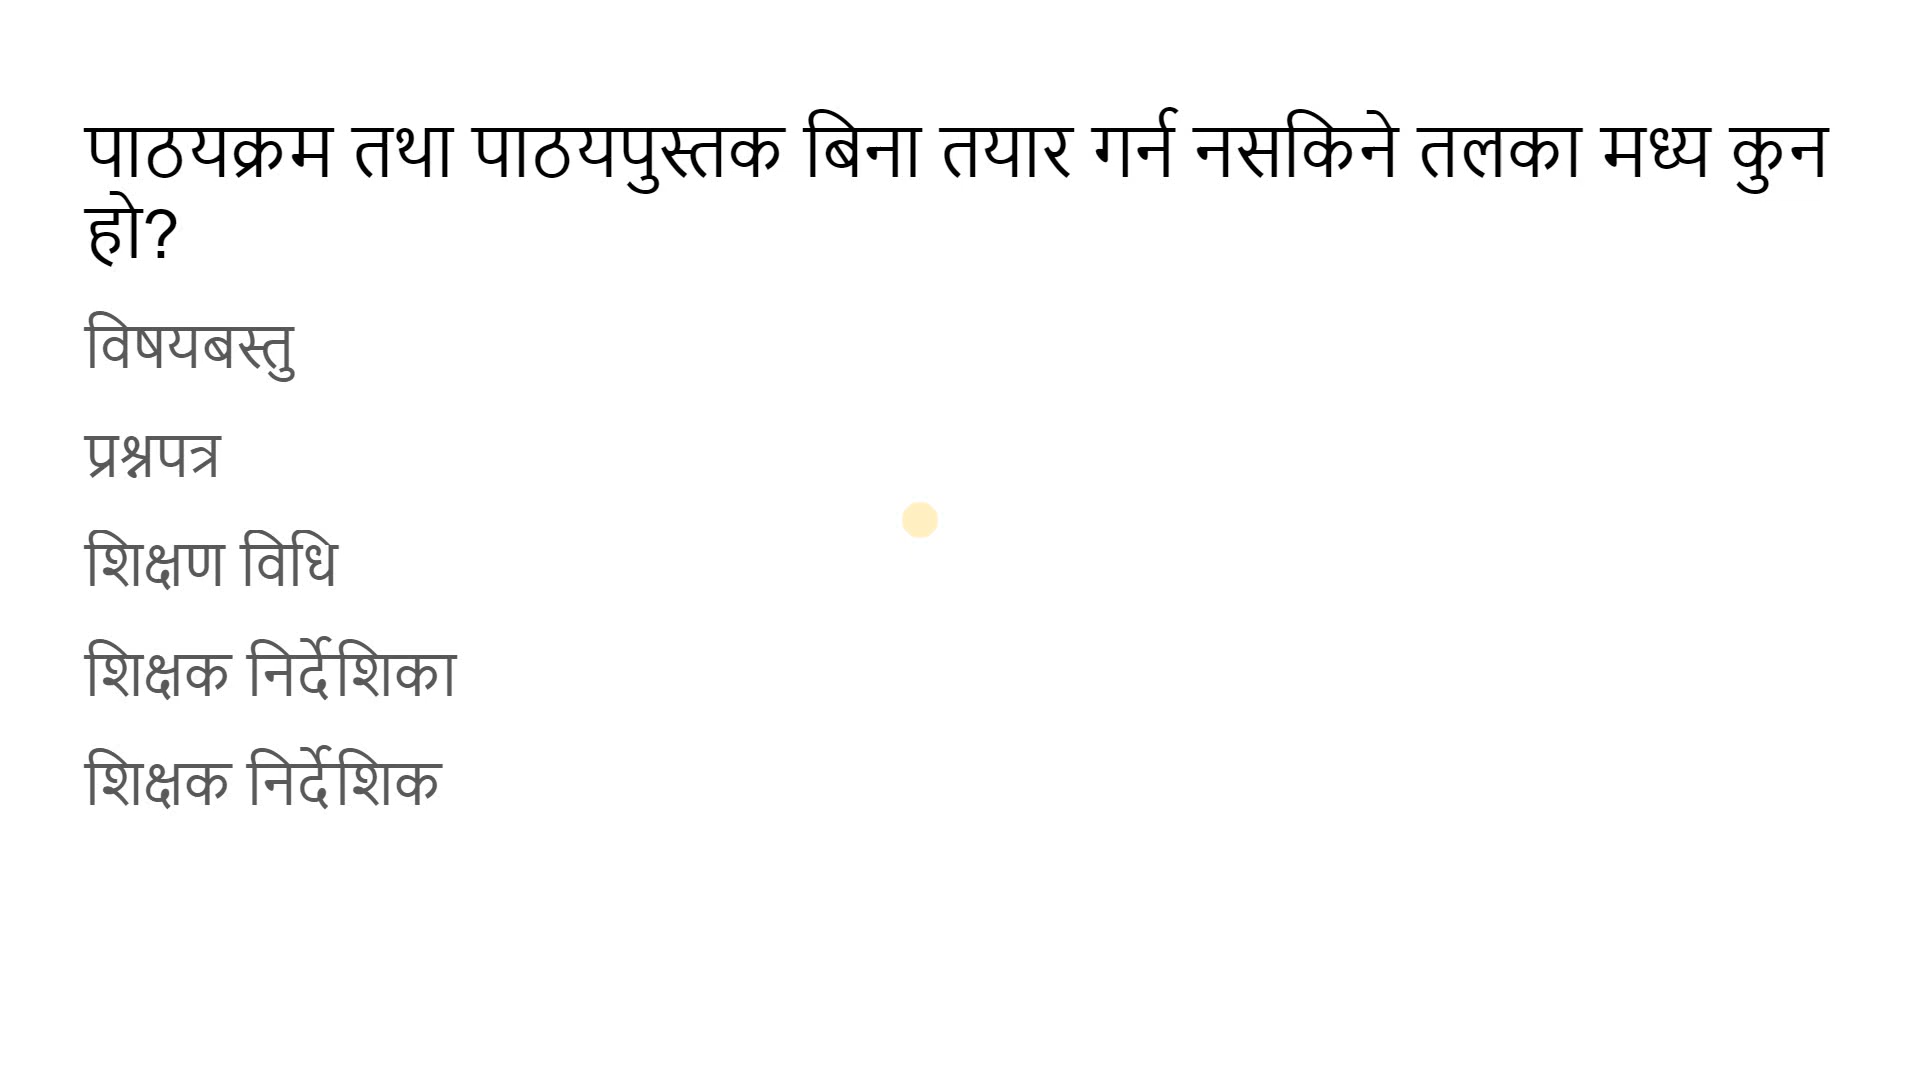 पाठयक्रम तथा पाठयपुस्तक बिना तयार गर्न नसकिने तलका मध्य कुन
हो?
विषयबस्तु
प्रश्नपत्र
शिक्षण विधि
शिक्षक निर्देशिका
शिक्षक निर्देशिक